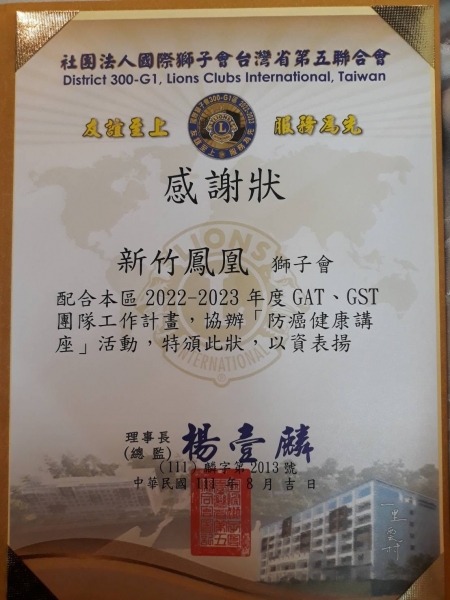 社團法人國際獅子會台灣省第五聯合會
District 300-G1, Lions Clubs International, Taiwan
友誼至上 服務為先
感謝狀
新竹鳳凰 獅子會
配合本區 2022-2023 年度 GAT、GST
團隊工作計畫，協辦「防癌健康講
座」活動，特頒此狀，以資表揚
理事長
(總監) 楊壹麟
(111) 麟字第2013號
中華民國 111 年 8 月 吉 日